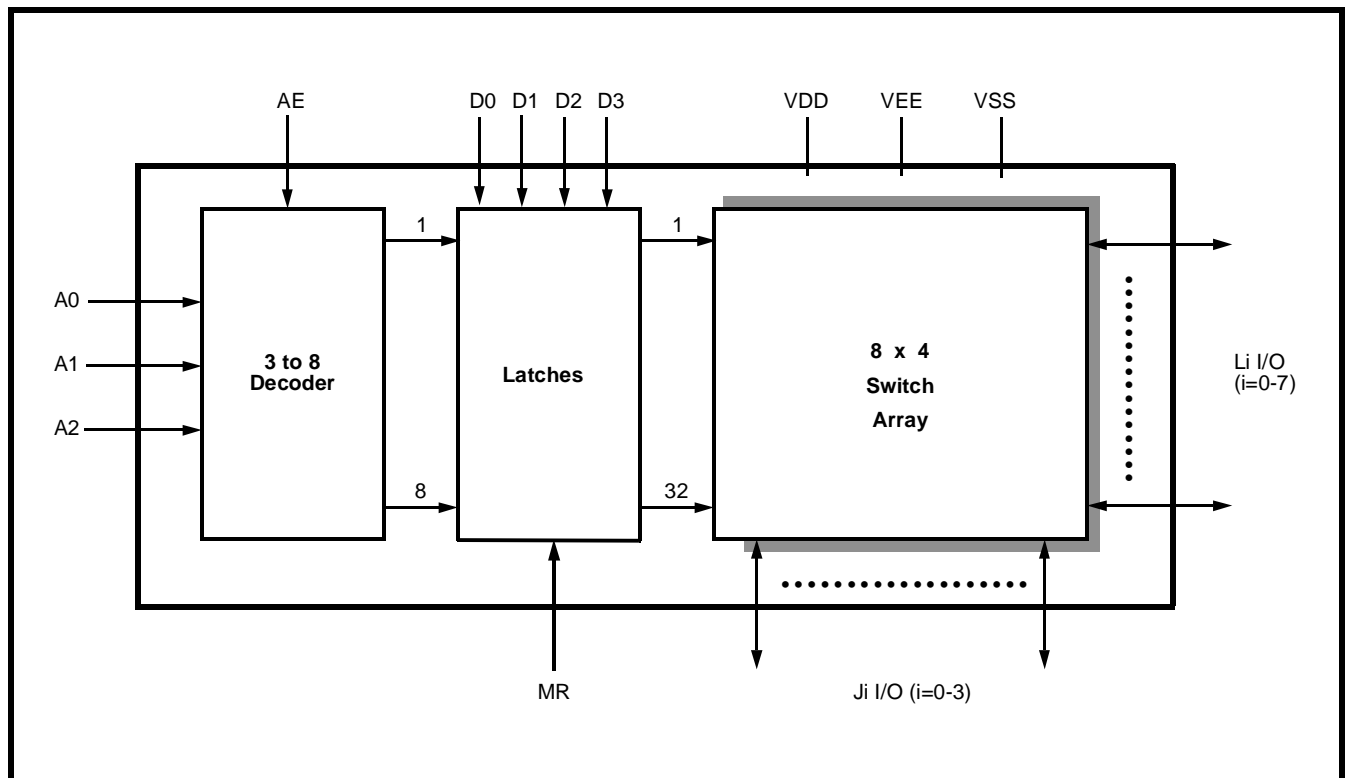 AE D0 D1 D2 D3 VDD VEE VSS
1 1
A0
A1
A2
3 to 8
Decoder
Latches
8 x 4
Switch
Array
Li I/O
(i=0-7)
8 32
MR
Ji I/O (i=0-3)